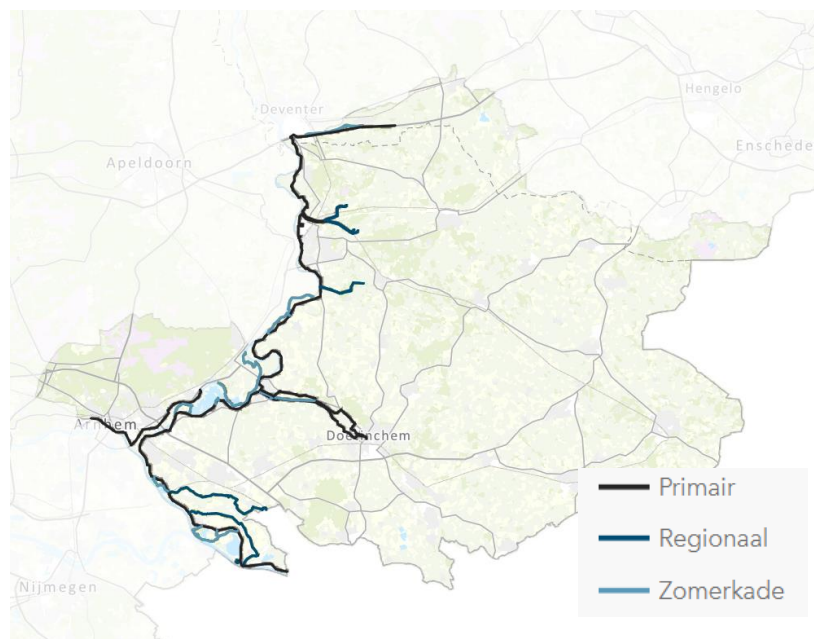 Hengelo
Deventer
Enschede
Apeldoorn
Arnhem
Doetinchem
Primair
Regionaal
Zomerkade
Nijmegen